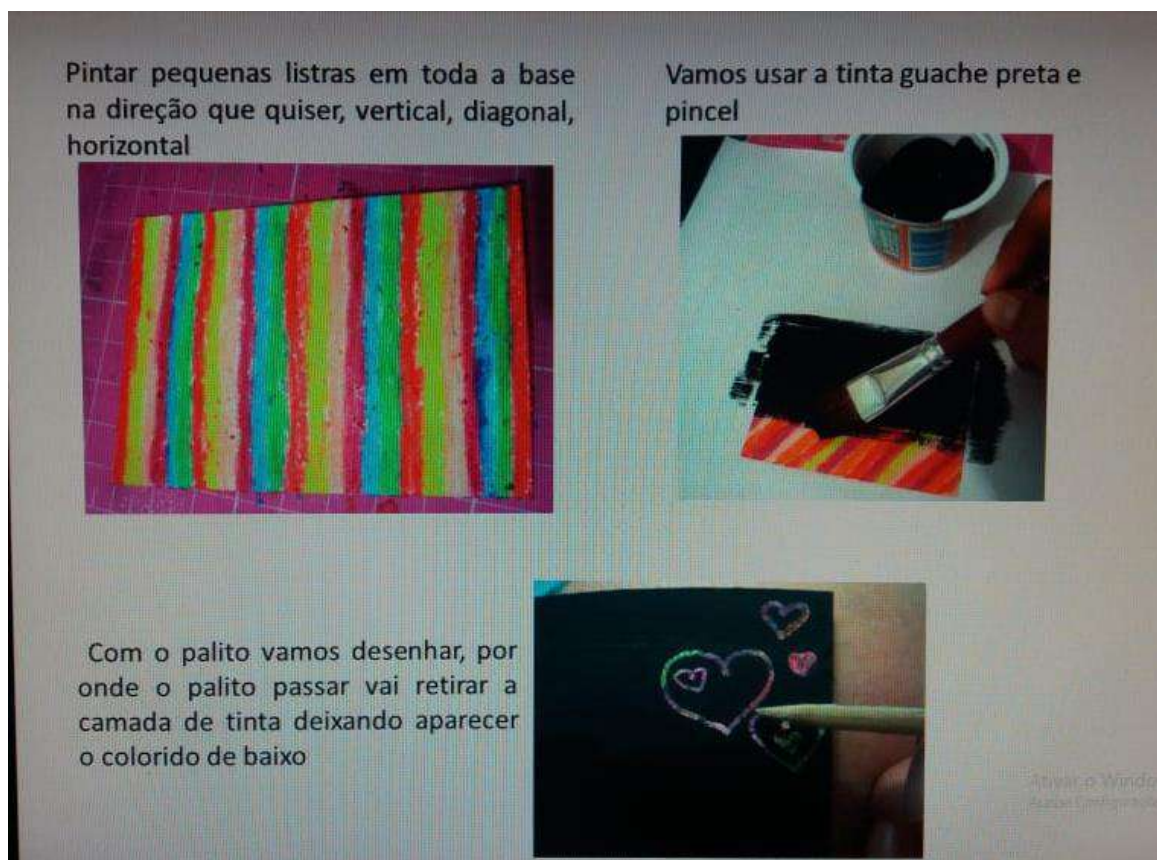 Pintar pequenas listras em toda a base
na direção que quiser, vertical, diagonal,
horizontal
Vamos usar a tinta guache preta e
pincel
Com o palito vamos desenhar, por
onde o palito passar vai retirar a
camada de tinta deixando aparecer
o colorido de baixo
Ativar o Windo